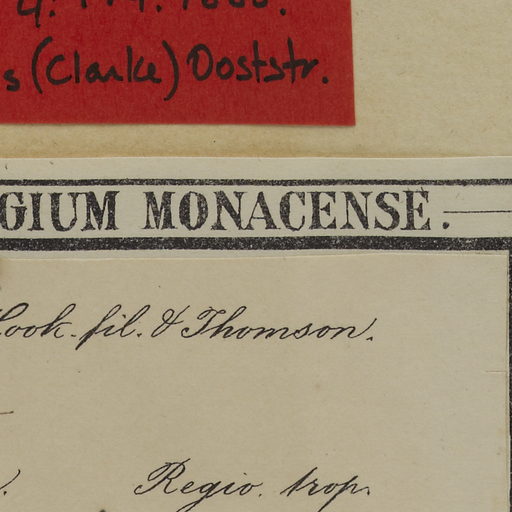 s (Clarke) Ooststr.
GIUM MONACENSE.
Hook. fil. & Thomson.
Regio. trop.